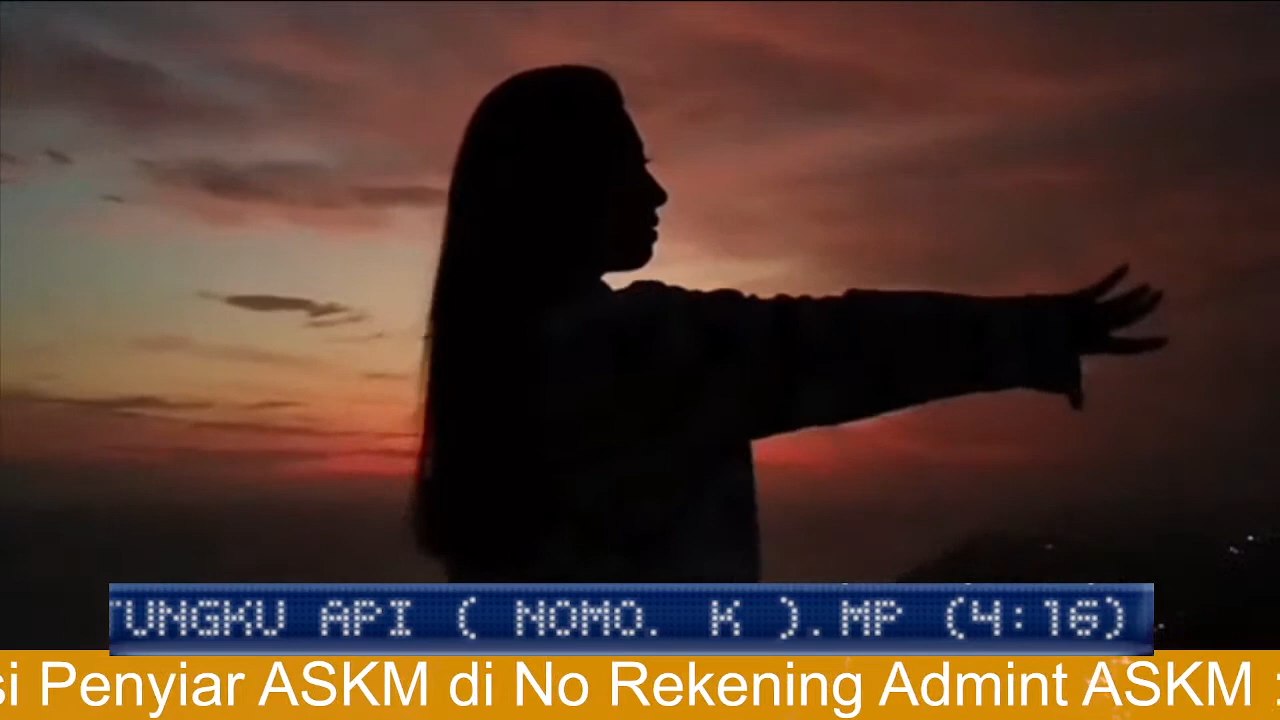 TUNGKU API ( NOMO. K ).MP (4:16)
si Penyiar ASKM di No Rekening Admint ASKM :